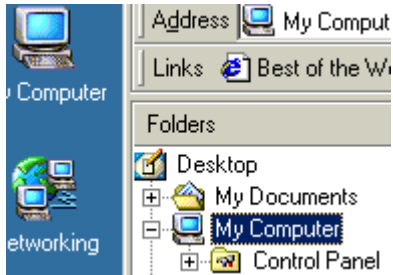 Address My Comput
Links Best of the W
y Computer
Folders
Desktop
My Documents
My Computer
etworking
Control Panel